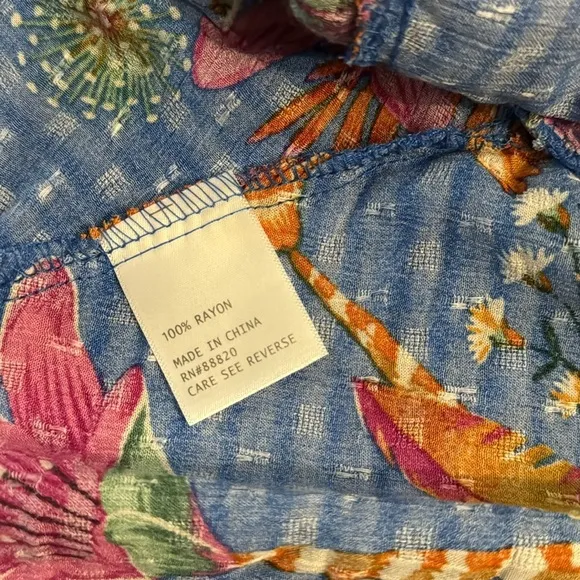 100% RAYON
MADE IN CHINA
RN#88820
CARE SEE REVERSE